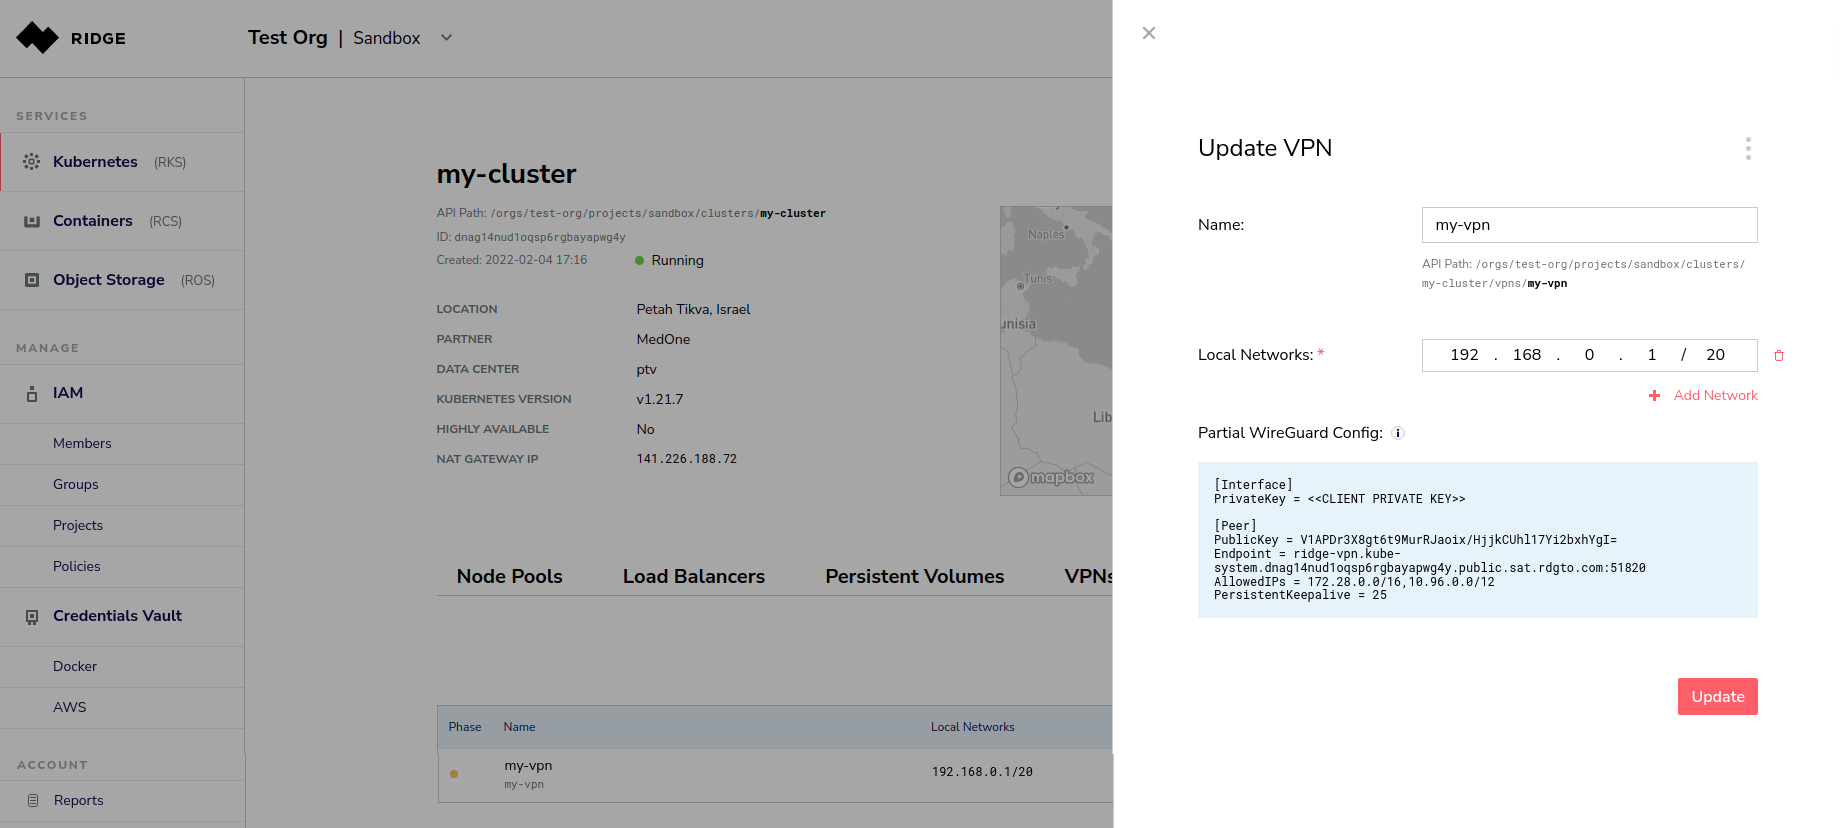 RIDGE
Test Org | Sandbox
SERVICES
Kubernetes (RKS)
Containers (RCS)
Object Storage (ROS)
MANAGE
IAM
Members
Groups
Projects
Policies
Credentials Vault
Docker
AWS
ACCOUNT
Reports
my-cluster
API Path: /orgs/test-org/projects/sandbox/clusters/my-cluster
ID: dnag14nud1oqsp6rgbayapwg4y
Created: 2022-02-04 17:16
Running
LOCATION Petah Tikva, Israel
PARTNER MedOne
DATA CENTER ptv
KUBERNETES VERSION v1.21.7
HIGHLY AVAILABLE No
NAT GATEWAY IP 141.226.188.72
Naples
Tunis
unisia
Lib
mapbox
Node Pools Load Balancers Persistent Volumes VPNs
Phase Name Local Networks
my-vpn 192.168.0.1/20
my-vpn
Update VPN
Name: my-vpn
API Path: /orgs/test-org/projects/sandbox/clusters/
my-cluster/vpns/my-vpn
Local Networks: * 192 . 168 . 0 . 1 / 20
Add Network
Partial WireGuard Config:
[Interface]
PrivateKey = <<CLIENT PRIVATE KEY>>
[Peer]
PublicKey = V1APDr3X8gt6t9MurRJaoix/HjjkCUhl17Yi2bxhYgI=
Endpoint = ridge-vpn.kube-
system.dnag14nud1oqsp6rgbayapwg4y.public.sat.rdgto.com:51820
AllowedIPs = 172.28.0.0/16,10.96.0.0/12
PersistentKeepalive = 25
Update